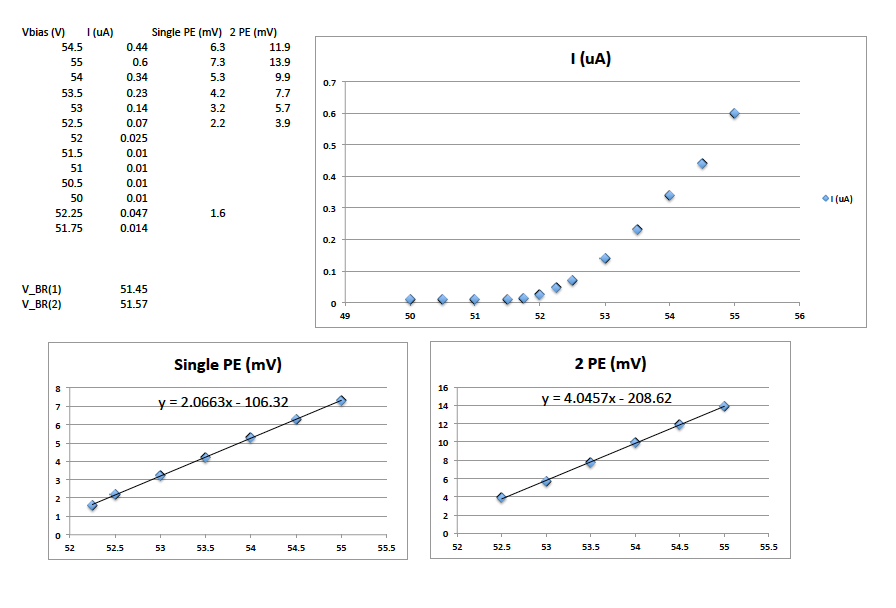 Vbias (V) I (uA) Single PE (mV) 2 PE (mV)
54.5 0.44 6.3 11.9
55 0.6 7.3 13.9
54 0.34 5.3 9.9
53.5 0.23 4.2 7.7
53 0.14 3.2 5.7
52.5 0.07 2.2 3.9
52 0.025
51.5 0.01
51 0.01
50.5 0.01
50 0.01
52.25 0.047 1.6
51.75 0.014
V_BR(1) 51.45
V_BR(2) 51.57
I (uA)
0.7
0.6
0.5
0.4
0.3
0.2
0.1
0
49 50 51 52 53 54 55 56
I (uA)
Single PE (mV)
y = 2.0663x - 106.32
8
7
6
5
4
3
2
1
0
52 52.5 53 53.5 54 54.5 55 55.5
2 PE (mV)
y = 4.0457x - 208.62
16
14
12
10
8
6
4
2
0
52 52.5 53 53.5 54 54.5 55 55.5